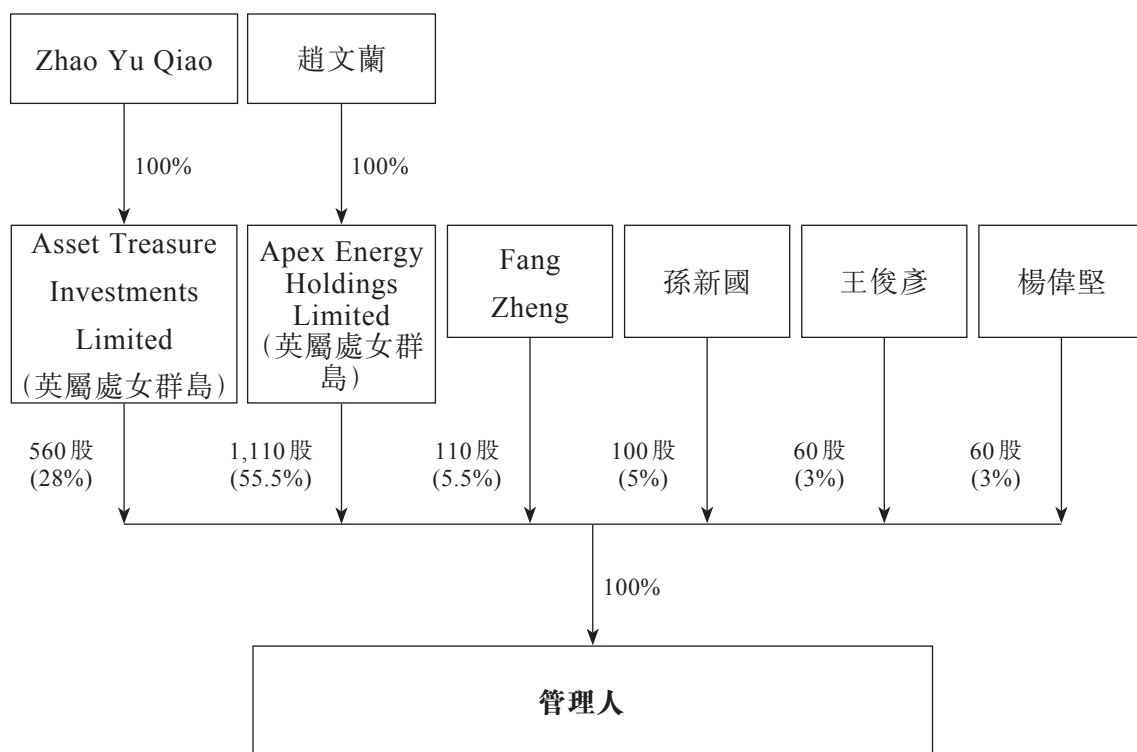 Zhao Yu Qiao
趙文蘭
100%
100%
Asset Treasure
Investments
Limited
(英屬處女群島)
Apex Energy
Holdings
Limited
(英屬處女群
島)
Fang
Zheng
孫新國
王俊彥
楊偉堅
560股
(28%)
1,110股
(55.5%)
110股
(5.5%)
100股
(5%)
60股
(3%)
60股
(3%)
100%
管理人